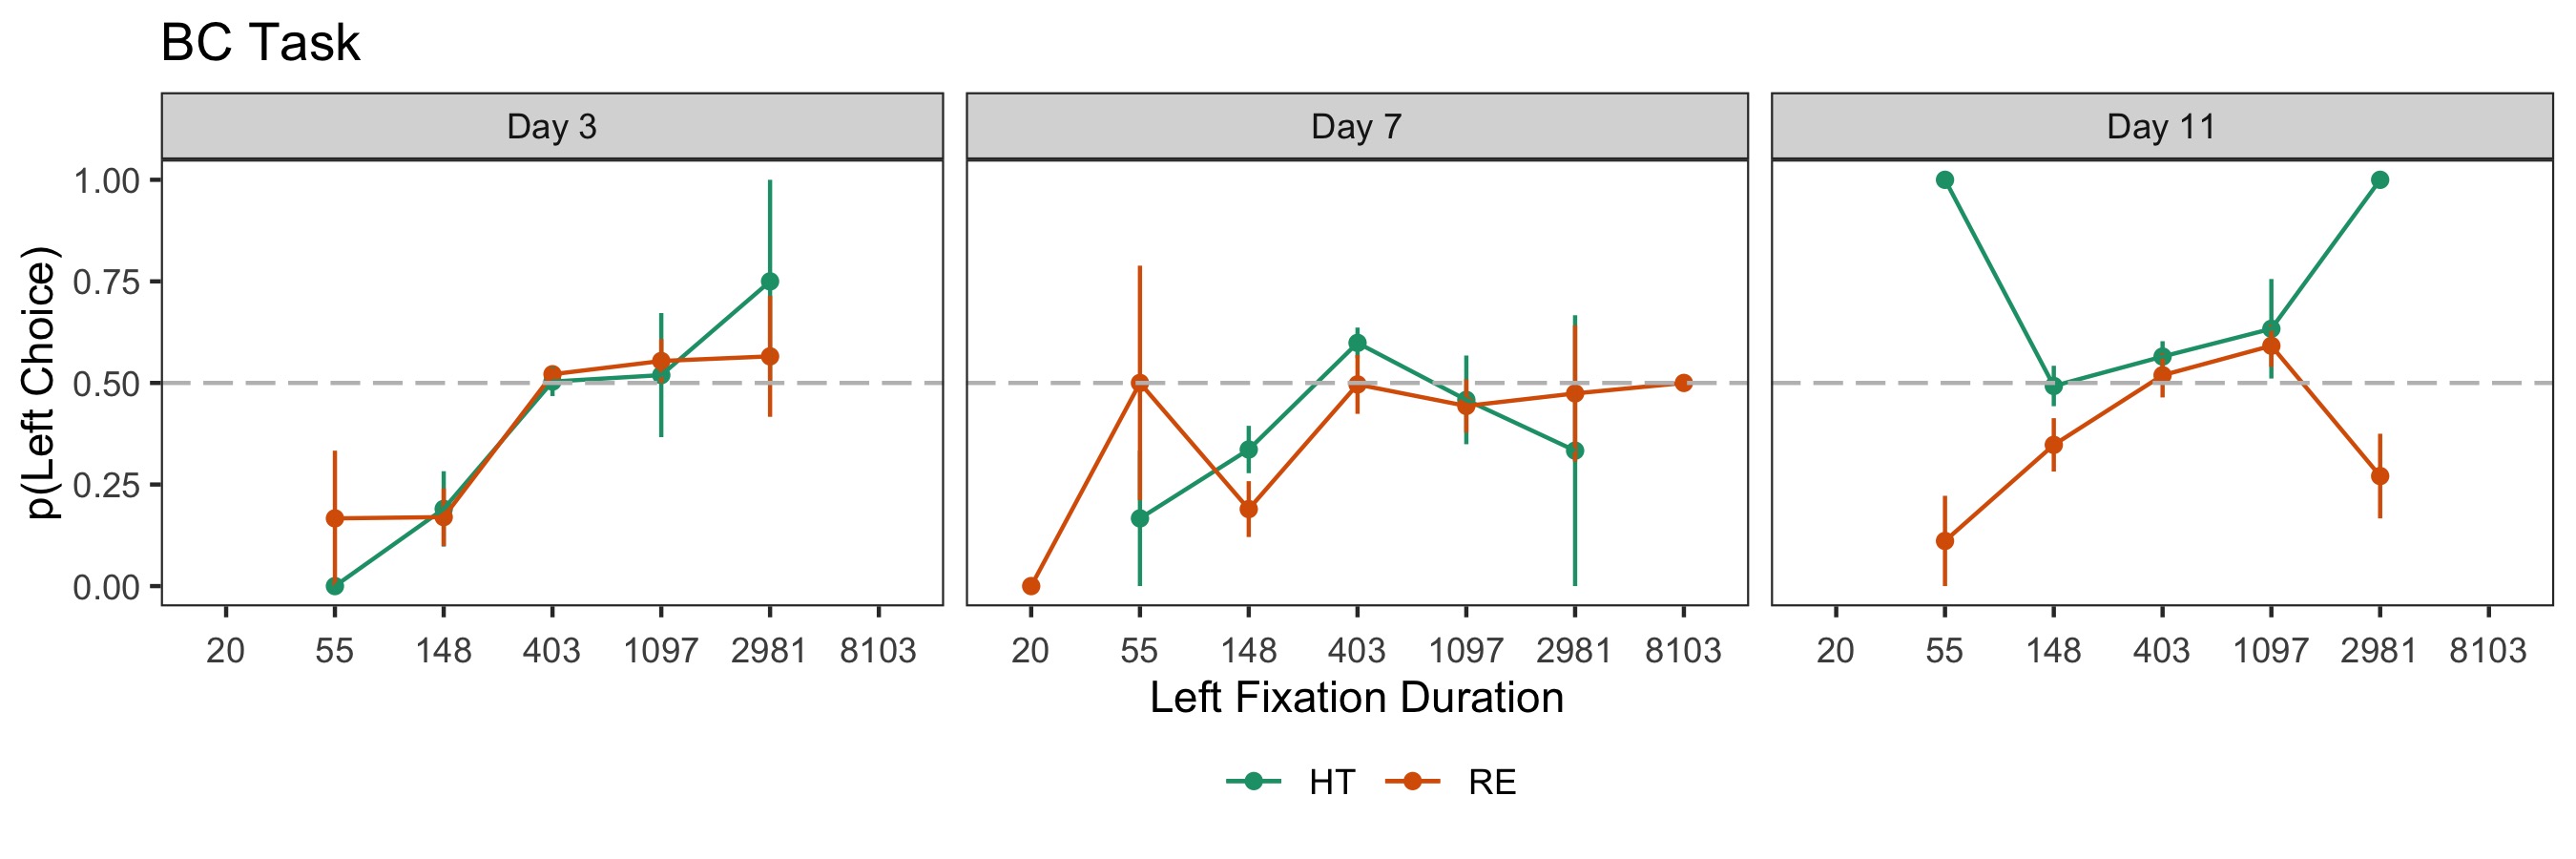 BC Task
Day 3 Day 7 Day 11
1.00
0.75
0.50
0.25
0.00
p(Left Choice)
20 55 148 403 1097 2981 8103 20 55 148 403 1097 2981 8103 20 55 148 403 1097 2981 8103
Left Fixation Duration
HT RE